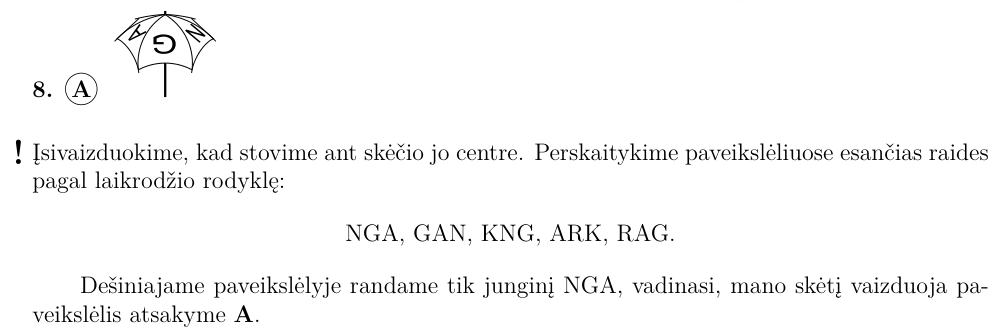 A G N
8. A
! Įsivaizduokime, kad stovime ant skėčio jo centre. Perskaitykime paveikslėliuose esančias raides
pagal laikrodžio rodyklę:
NGA, GAN, KNG, ARK, RAG.
Dešiniajame paveikslėlyje randame tik junginį NGA, vadinasi, mano skėtį vaizduoja pa-
veikslėlis atsakyme A.